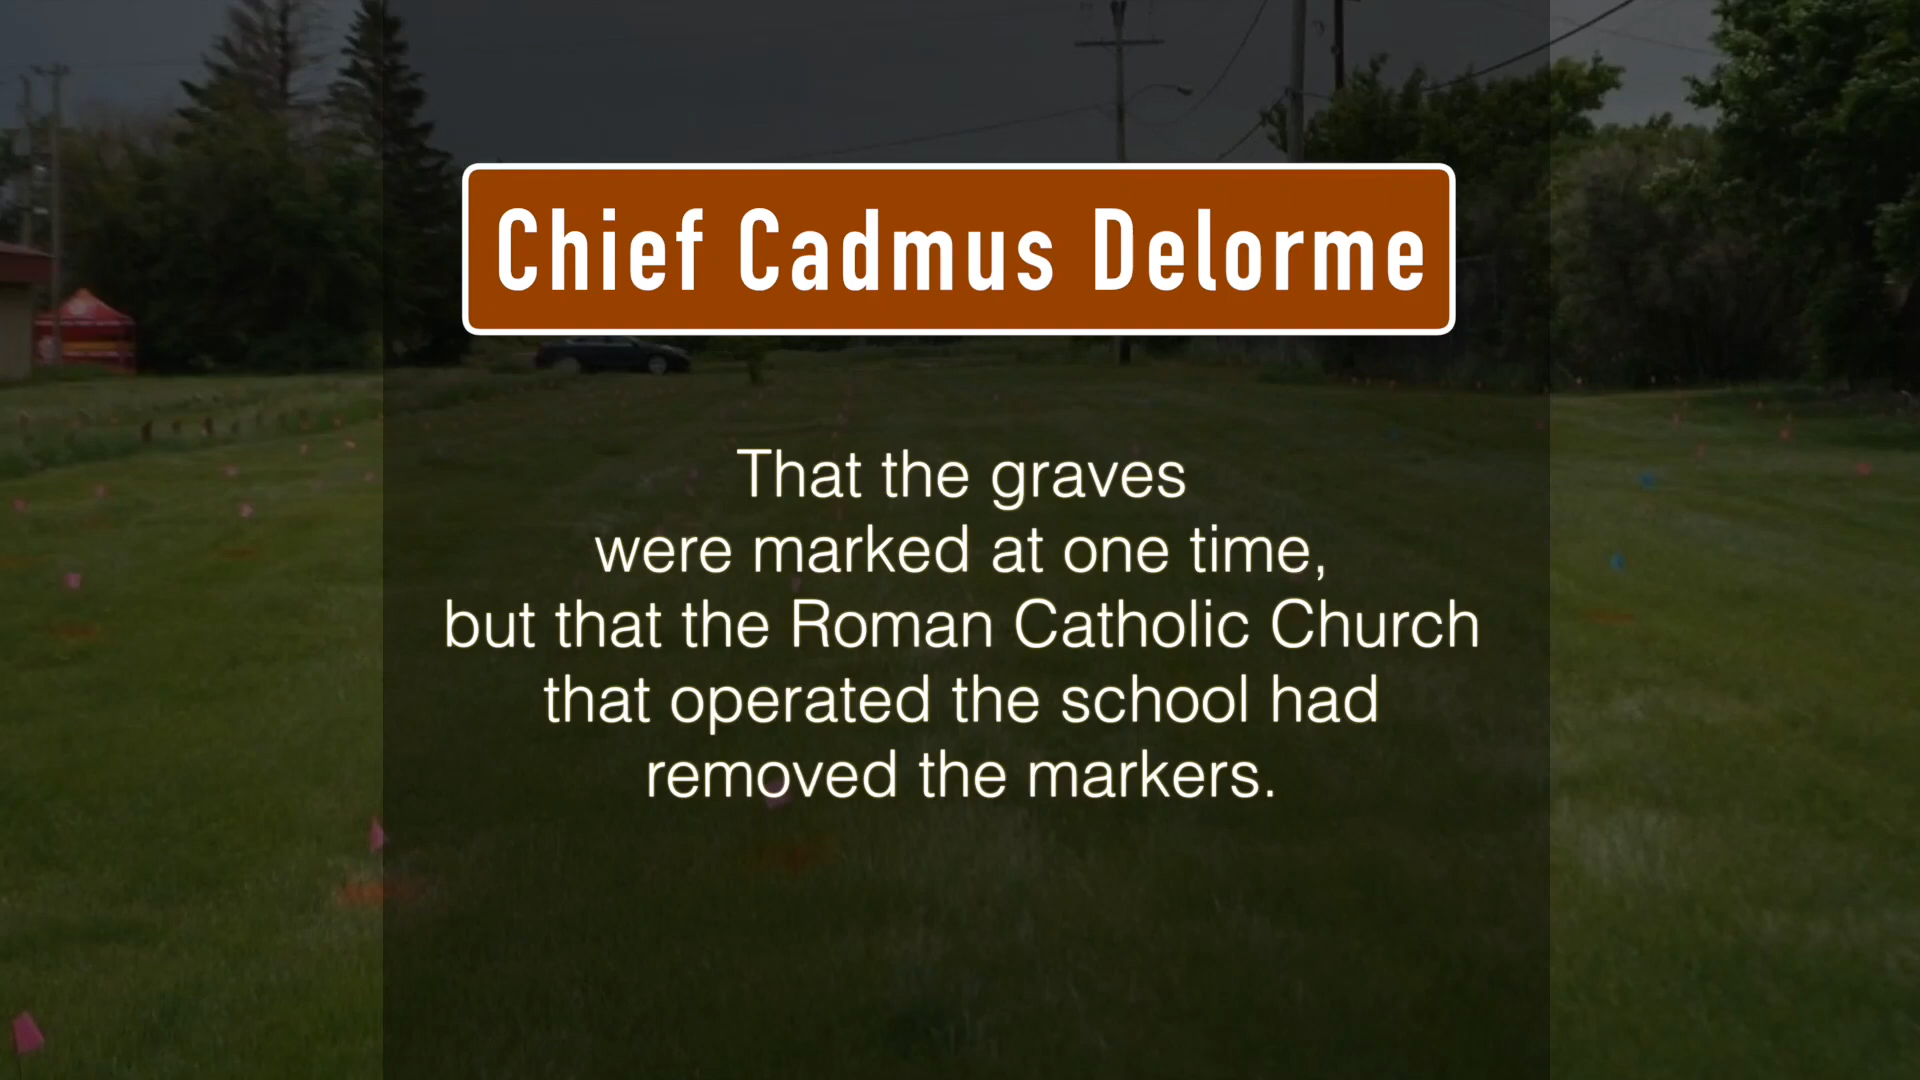 Chief Cadmus Delorme
That the graves
were marked at one time,
but that the Roman Catholic Church
that operated the school had
removed the markers.